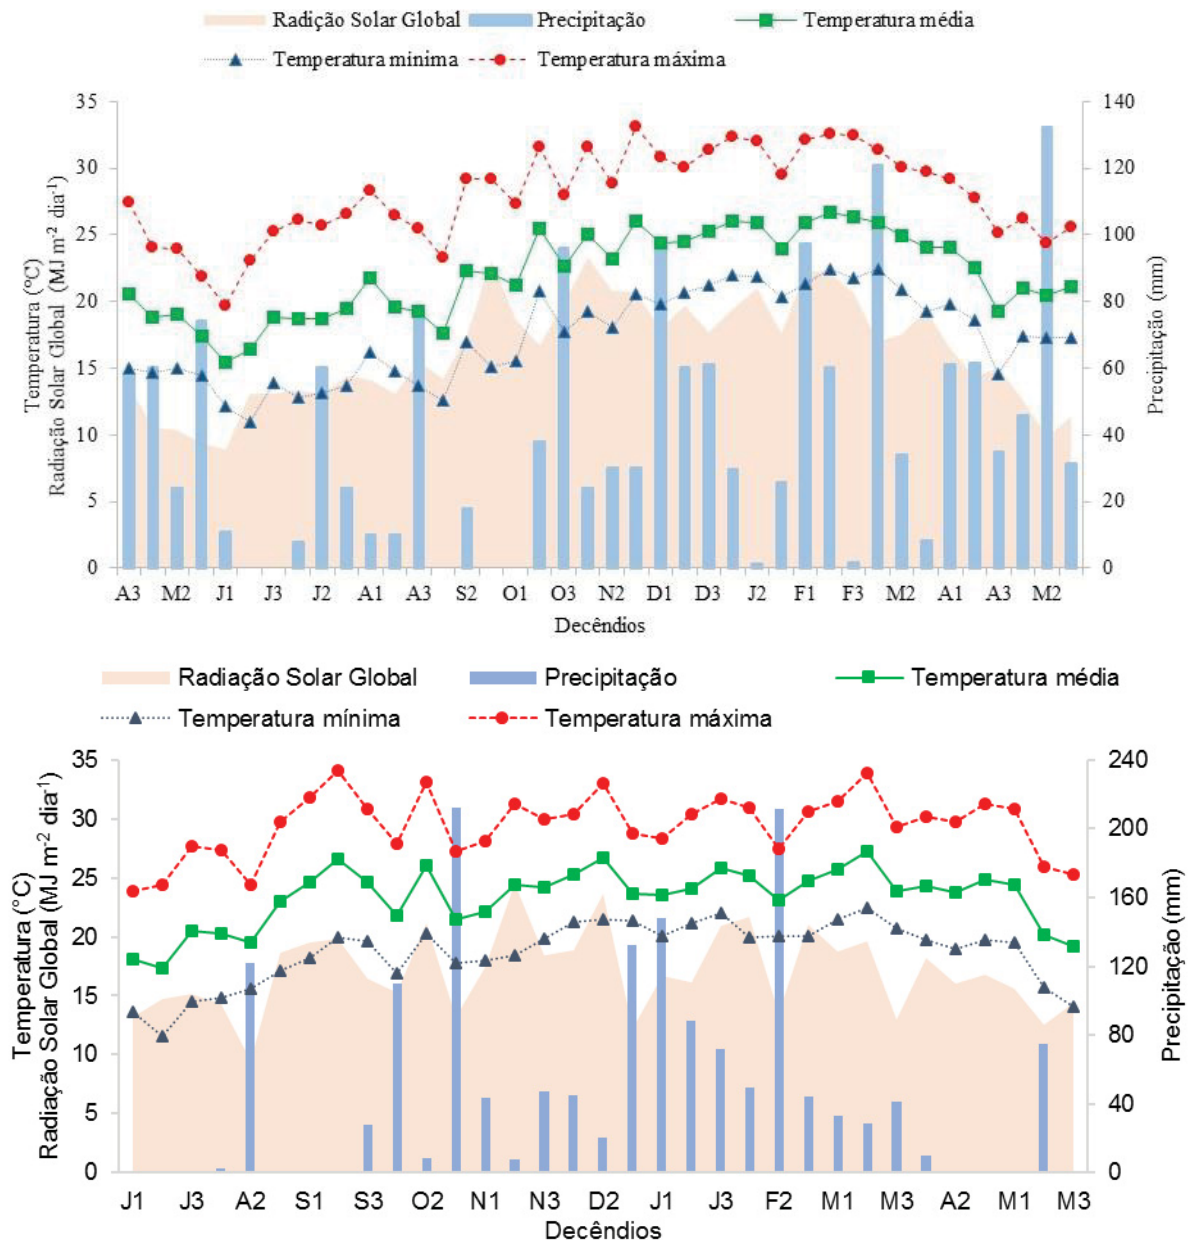 Radição Solar Global Precipitação Temperatura média
Temperatura minima Temperatura máxima
Temperatura (°C)
Radiação Solar Global (MJ m-2 dia-1)
35
30
25
20
15
10
5
0
140
120
100
80
60
40
20
0
Precipitação (mm)
A3 M2 J1 J3 J2 A1 A3 S2 O1 O3 N2 D1 D3 J2 F1 F3 M2 A1 A3 M2
Decêndios
Radiação Solar Global Precipitação Temperatura média
Temperatura mínima Temperatura máxima
Temperatura (°C)
Radiação Solar Global (MJ m-2 dia-1)
35
30
25
20
15
10
5
0
240
200
160
120
80
40
0
Precipitação (mm)
J1 J3 A2 S1 S3 O2 N1 N3 D2 J1 J3 F2 M1 M3 A2 M1 M3
Decêndios